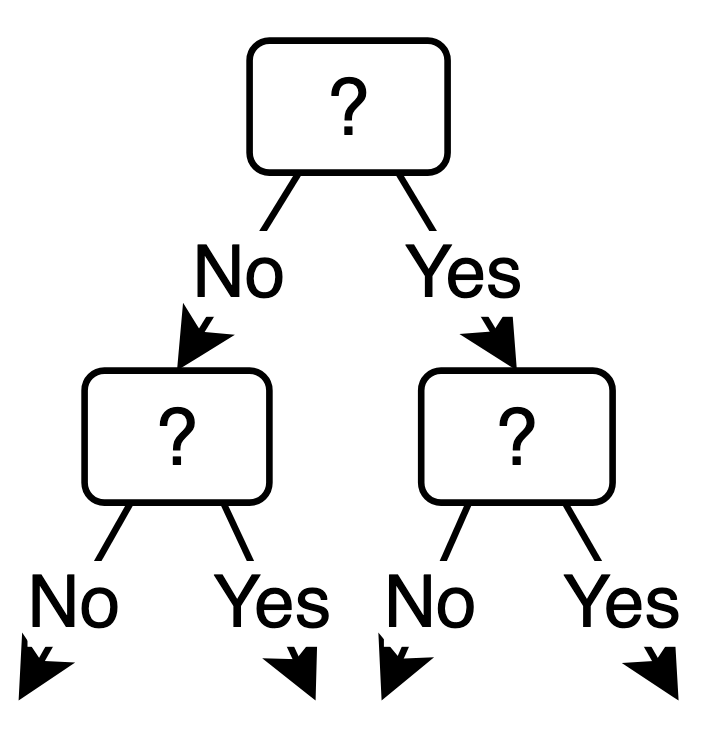 ?
No Yes
? ?
No Yes No Yes